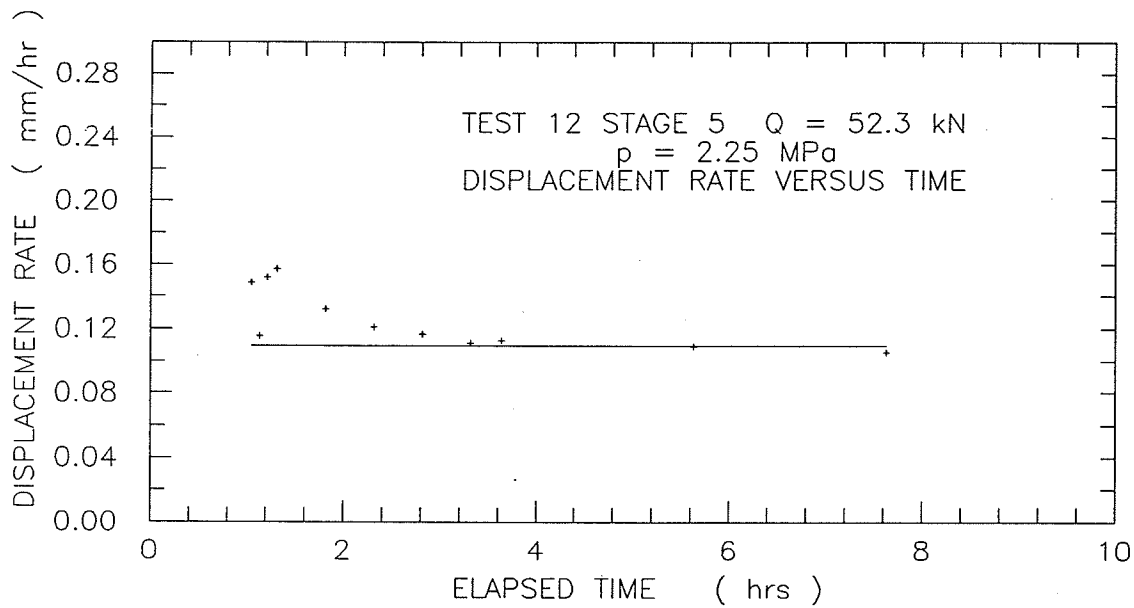 DISPLACEMENT RATE ( mm/hr )
0.28
0.24
0.20
0.16
0.12
0.08
0.04
0.00
TEST 12 STAGE 5 Q = 52.3 kN
p = 2.25 MPa
DISPLACEMENT RATE VERSUS TIME
0 2 4 6 8 10
ELAPSED TIME ( hrs )